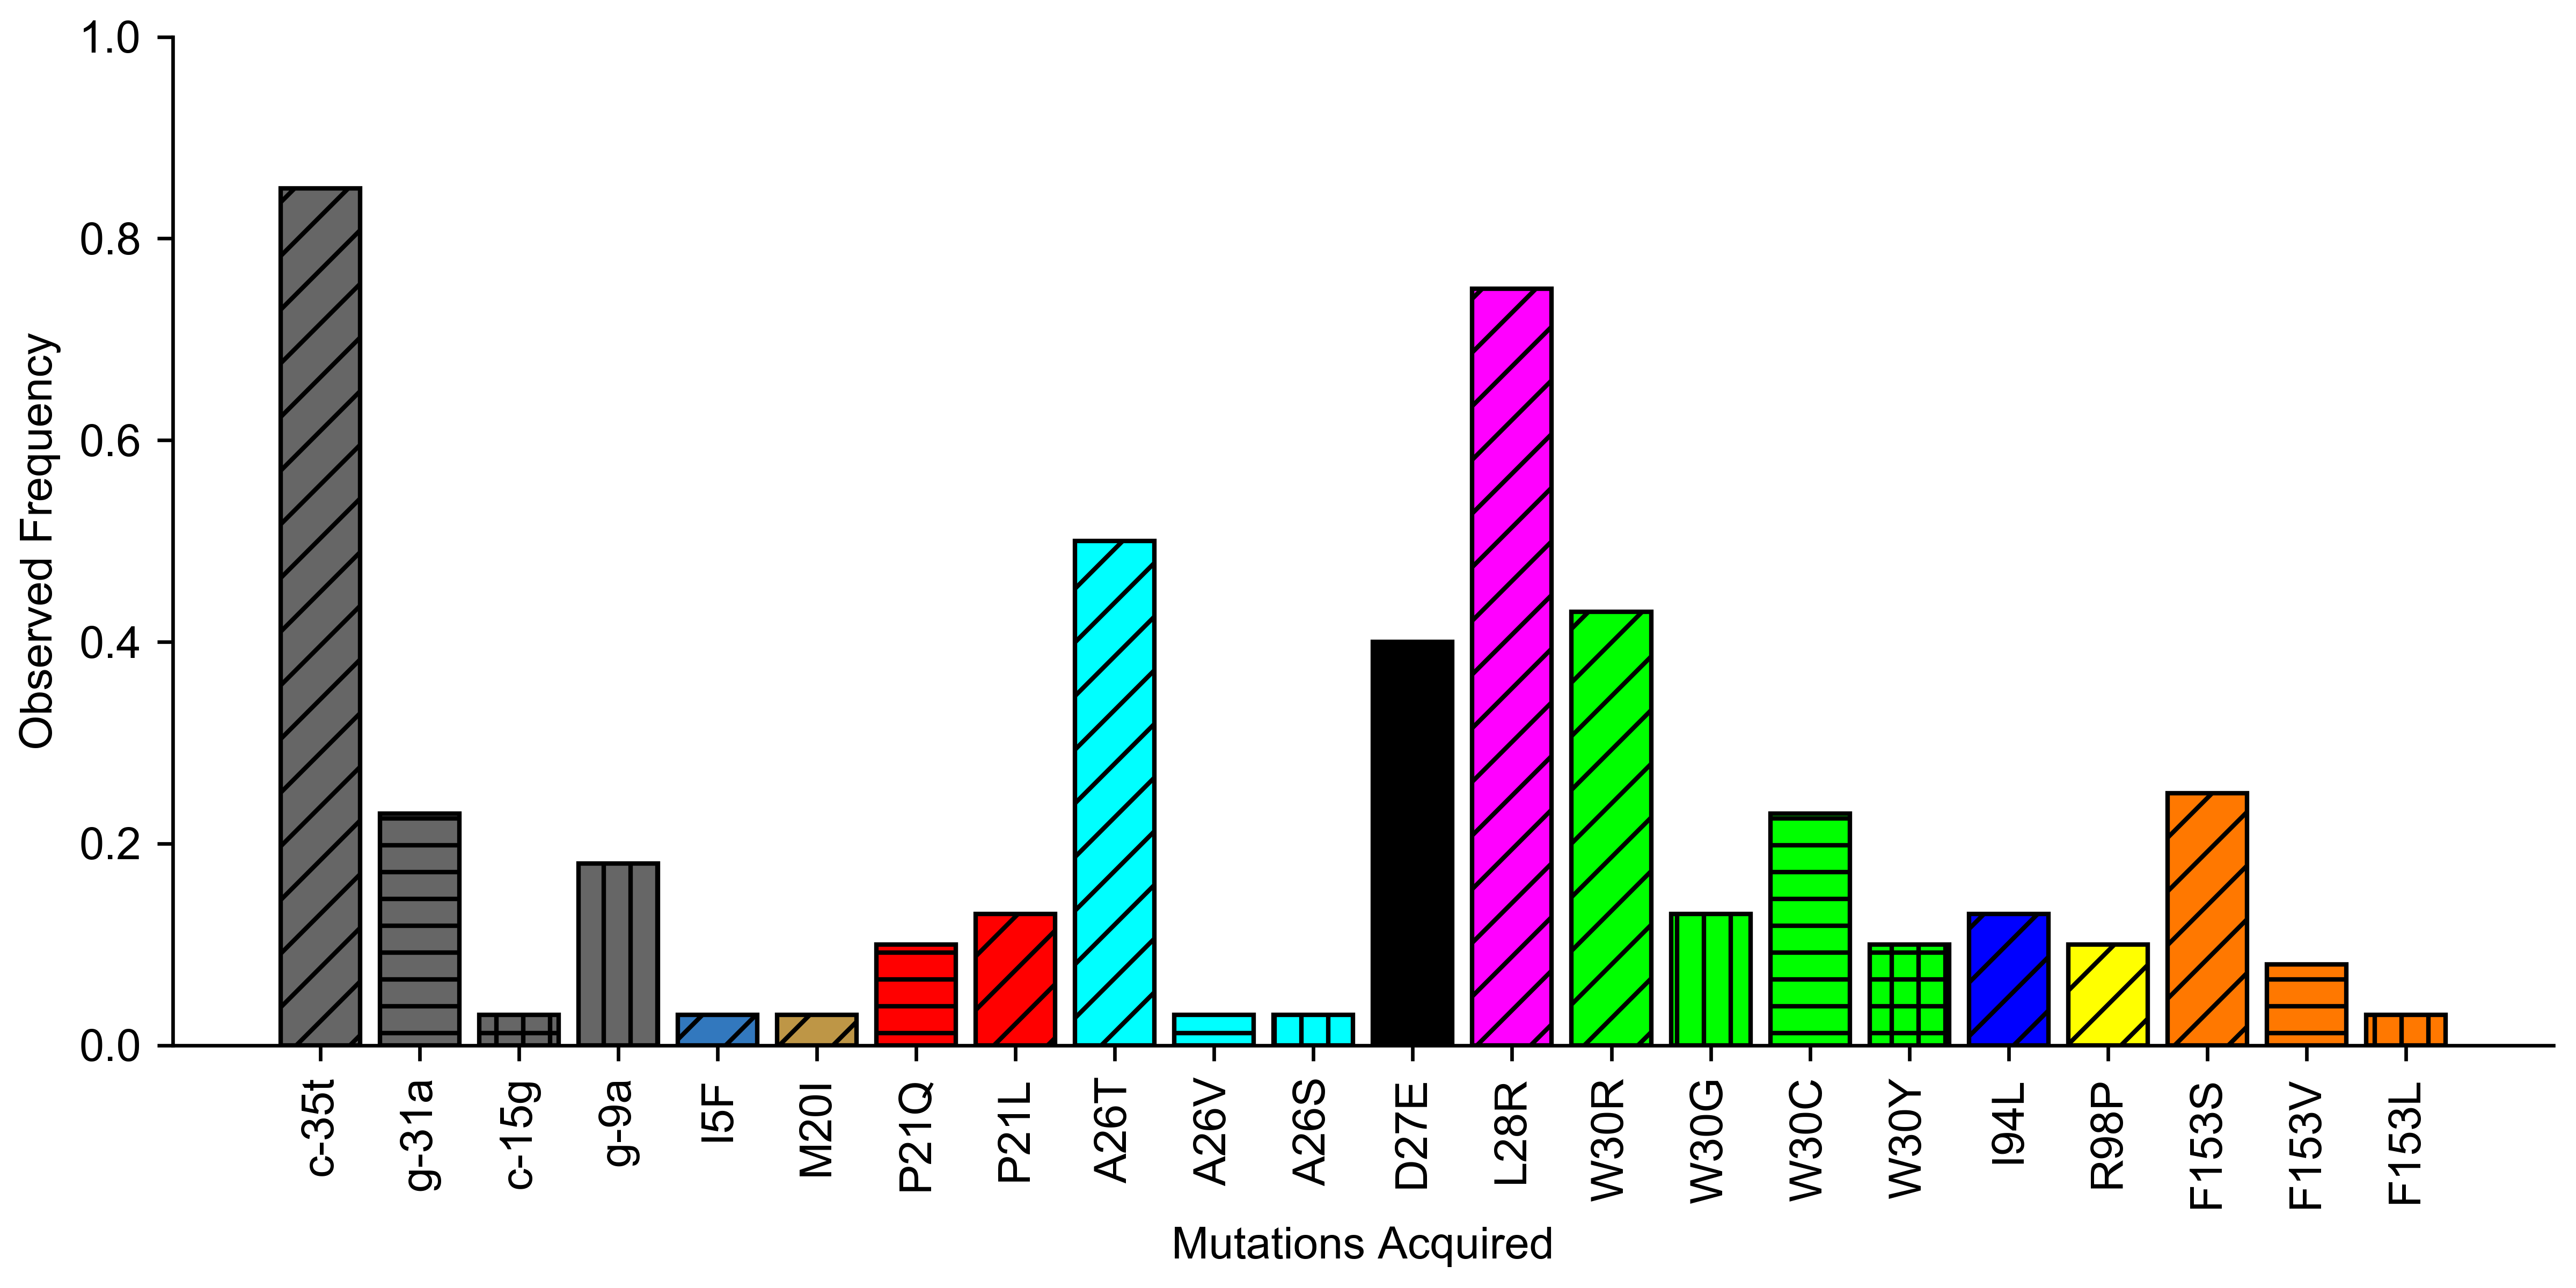 1.0
0.8
0.6
0.4
0.2
0.0
Observed Frequency
c-35t
g-31a
c-15g
g-9a
I5F
M20I
P21Q
P21L
A26T
A26V
A26S
D27E
L28R
W30R
W30G
W30C
W30Y
I94L
R98P
F153S
F153V
F153L
Mutations Acquired